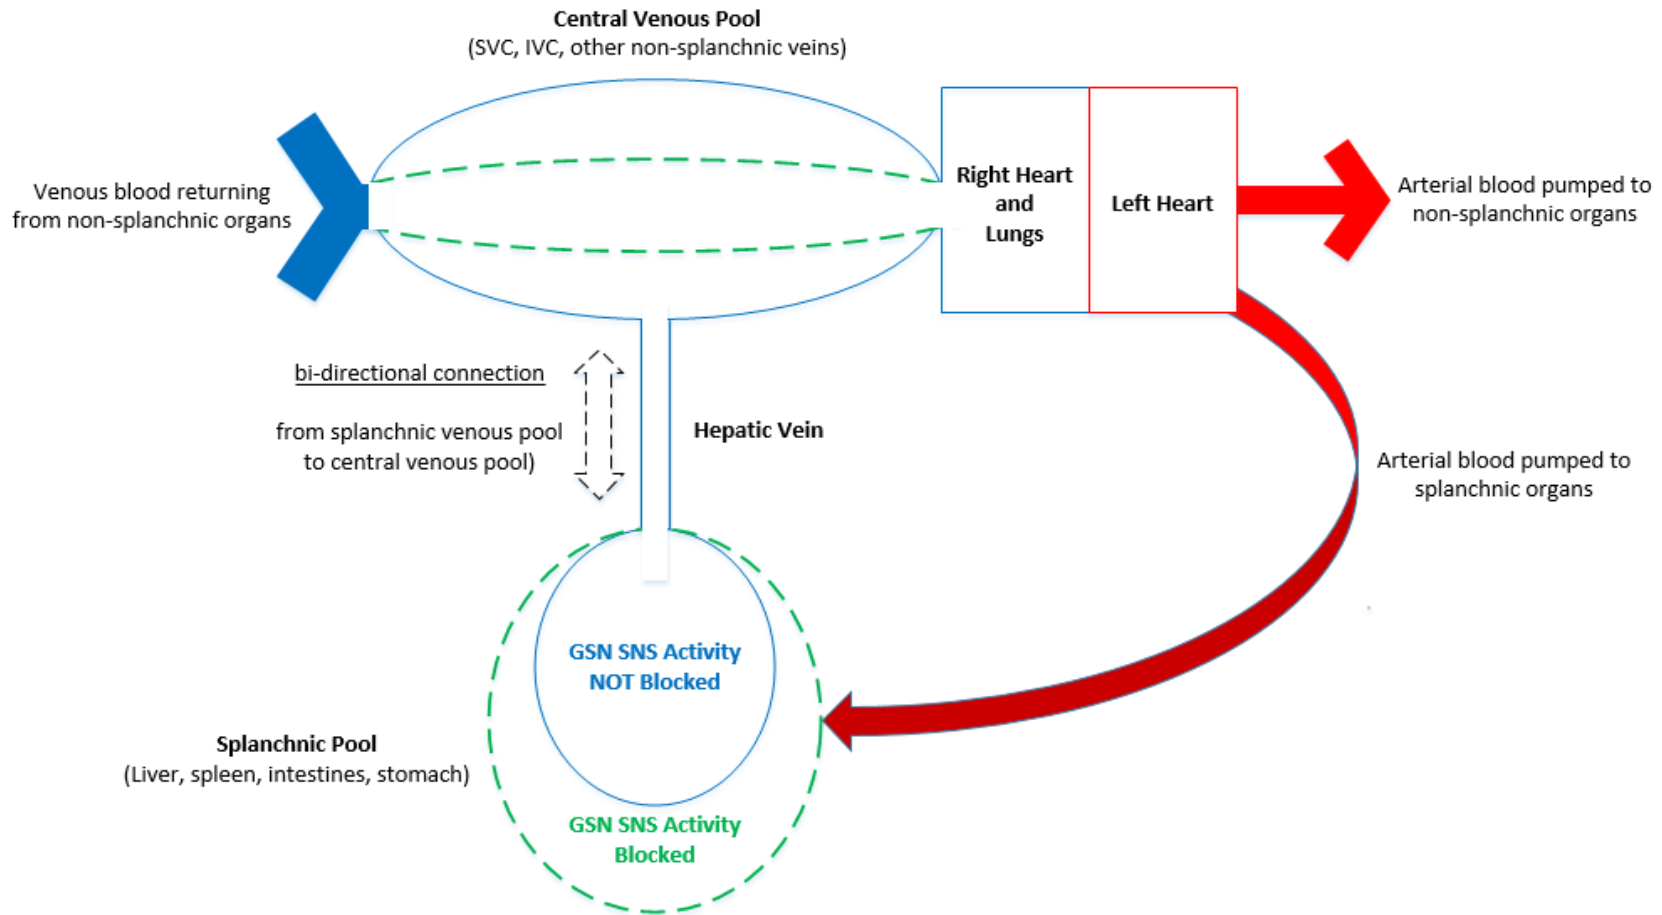 Central Venous Pool
(SVC, IVC, other non-splanchnic veins)
Venous blood returning
from non-splanchnic organs
Right Heart
and
Lungs
Left Heart
Arterial blood pumped to
non-splanchnic organs
bi-directional connection
from splanchnic venous pool
to central venous pool)
Hepatic Vein
Arterial blood pumped to
splanchnic organs
GSN SNS Activity
NOT Blocked
Splanchnic Pool
(Liver, spleen, intestines, stomach)
GSN SNS Activity
Blocked